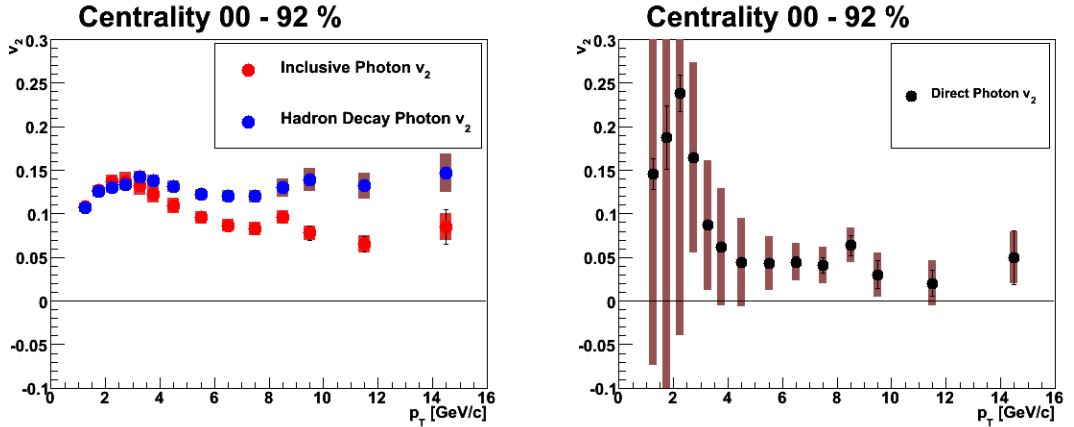 Centrality 00 - 92 %
v2
0.3
0.25
0.2
0.15
0.1
0.05
0
-0.05
-0.1
0 2 4 6 8 10 12 14 16
pT [GeV/c]
Inclusive Photon v2
Hadron Decay Photon v2
Centrality 00 - 92 %
v2
0.3
0.25
0.2
0.15
0.1
0.05
0
-0.05
-0.1
0 2 4 6 8 10 12 14 16
pT [GeV/c]
Direct Photon v2